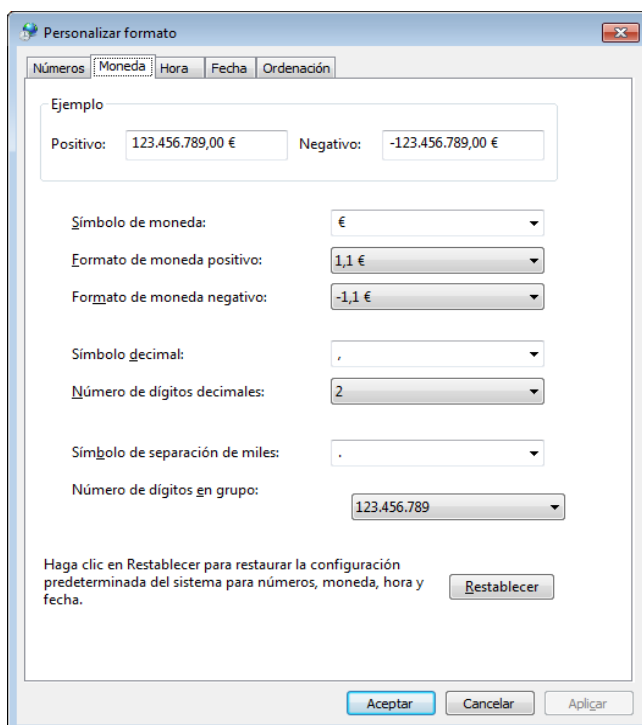 Personalizar formato
Números Moneda Hora Fecha Ordenación
Ejemplo
Positivo: 123.456.789,00 € Negativo: -123.456.789,00 €
Símbolo de moneda: €
Formato de moneda positivo: 1,1 €
Formato de moneda negativo: -1,1 €
Símbolo decimal: ,
Número de dígitos decimales: 2
Símbolo de separación de miles: .
Número de dígitos en grupo: 123.456.789
Haga clic en Restablecer para restaurar la configuración
predeterminada del sistema para números, moneda, hora y
fecha.
Restablecer
Aceptar Cancelar Aplicar